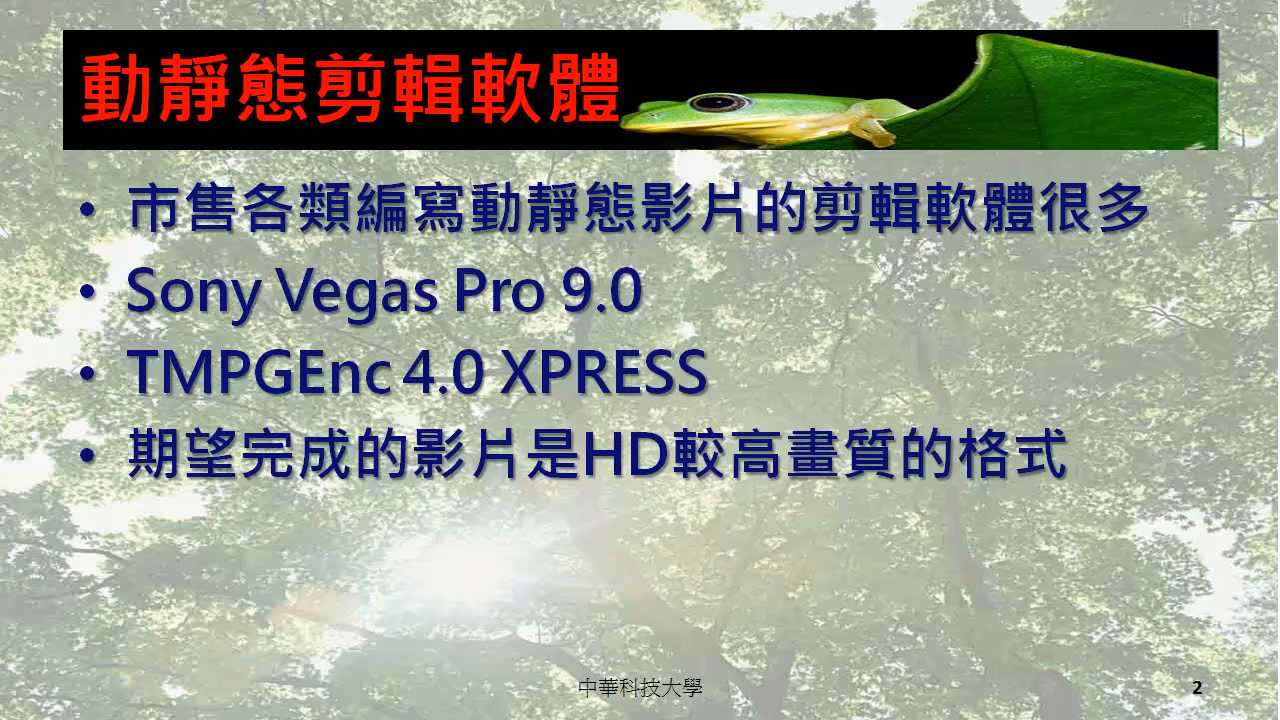 動靜態剪輯軟體
• 市售各類編寫動靜態影片的剪輯軟體很多
• Sony Vegas Pro 9.0
• TMPGEnc 4.0 XPRESS
• 期望完成的影片是HD較高畫質的格式
中華科技大學
2